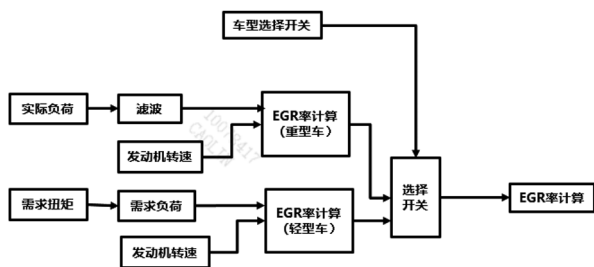 车型选择开关
实际负荷
滤波
EGR率计算
（重型车）
发动机转速
需求扭矩
需求负荷
EGR率计算
（轻型车）
发动机转速
选择
开关
EGR率计算
10078417
CAOLIN